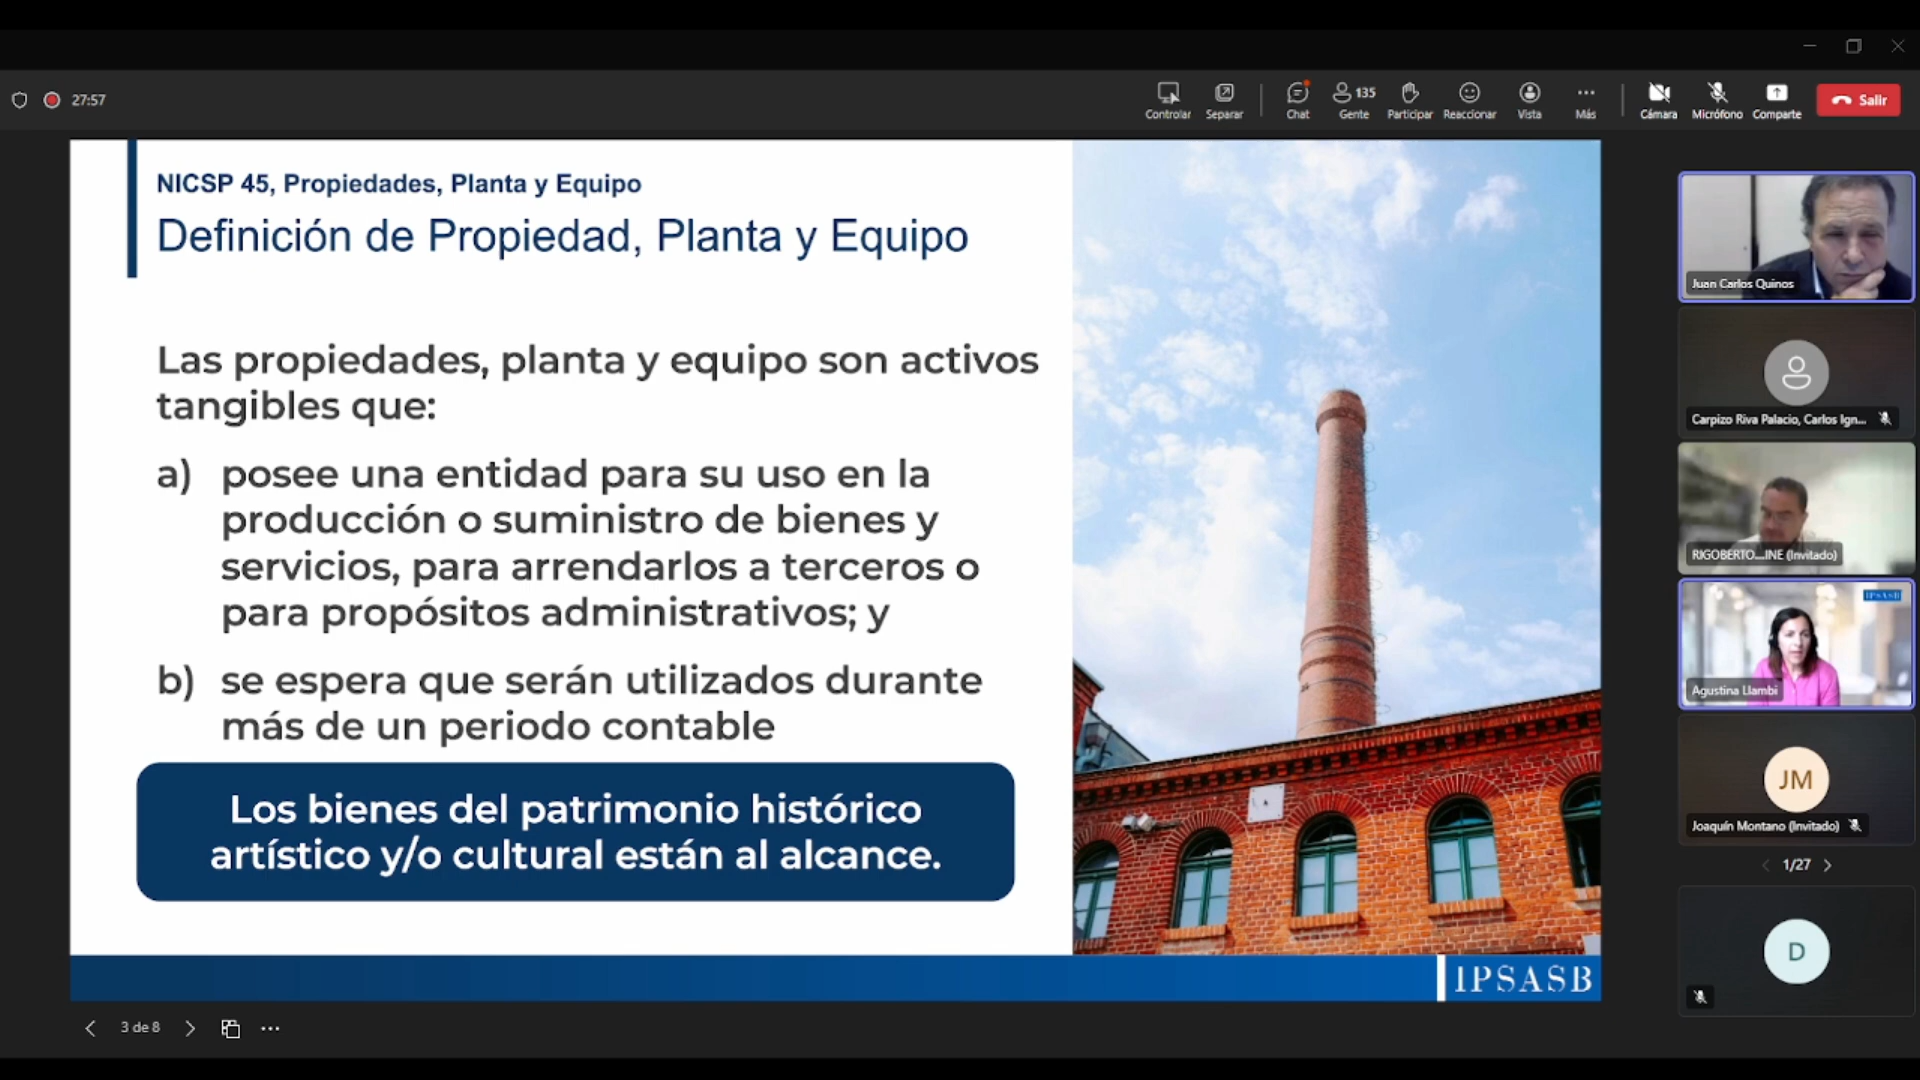 27:57
Controlar
Separar
Chat
135
Gente
Participar
Reaccionar
Vista
Más
Cámara
Micrófono
Comparte
Salir
NICSP 45, Propiedades, Planta y Equipo
Definición de Propiedad, Planta y Equipo
Las propiedades, planta y equipo son activos
tangibles que:
a) posee una entidad para su uso en la
producción o suministro de bienes y
servicios, para arrendarlos a terceros o
para propósitos administrativos; y
b) se espera que serán utilizados durante
más de un periodo contable
Los bienes del patrimonio histórico
artístico y/o cultural están al alcance.
IPSASB
3 de 8
Juan Carlos Quinos
Carpizo Riva Palacio, Carlos Ign...
RIGOBERTO...INE (Invitado)
IPSASB
Agustina Llambi
JM
Joaquín Montano (Invitado)
1/27
D